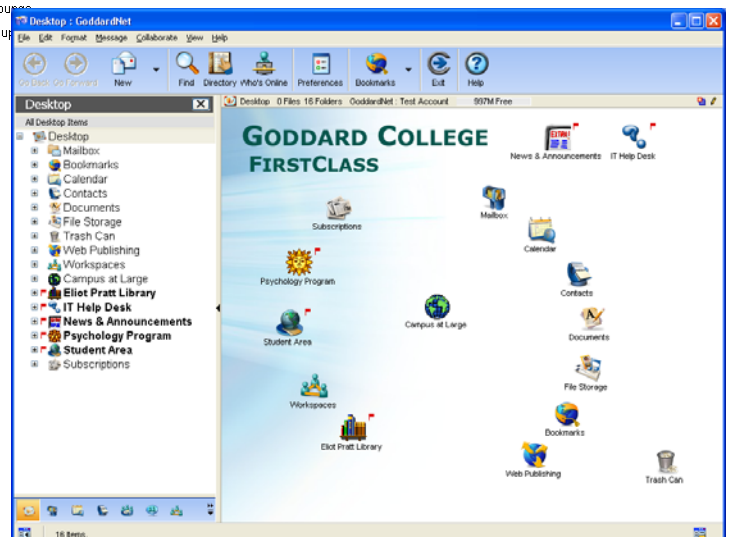 Desktop : GoddardNet
File Edit Format Message Collaborate View Help
Go Back Go Forward New Find Directory Who's Online Preferences Bookmarks Exit Help
Desktop
Desktop 0 Files 16 Folders GoddardNet : Test Account 997M Free
All Desktop Items
Desktop
Mailbox
Bookmarks
Calendar
Contacts
Documents
File Storage
Trash Can
Web Publishing
Workspaces
Campus at Large
Eliot Pratt Library
IT Help Desk
News & Announcements
Psychology Program
Student Area
Subscriptions
GODDARD COLLEGE
FIRSTCLASS
EXTRA!
News & Announcements
IT Help Desk
Subscriptions
Mailbox
Calendar
Psychology Program
Contacts
Campus at Large
Student Area
Documents
File Storage
Workspaces
Bookmarks
Eliot Pratt Library
Web Publishing
Trash Can
16 Items.